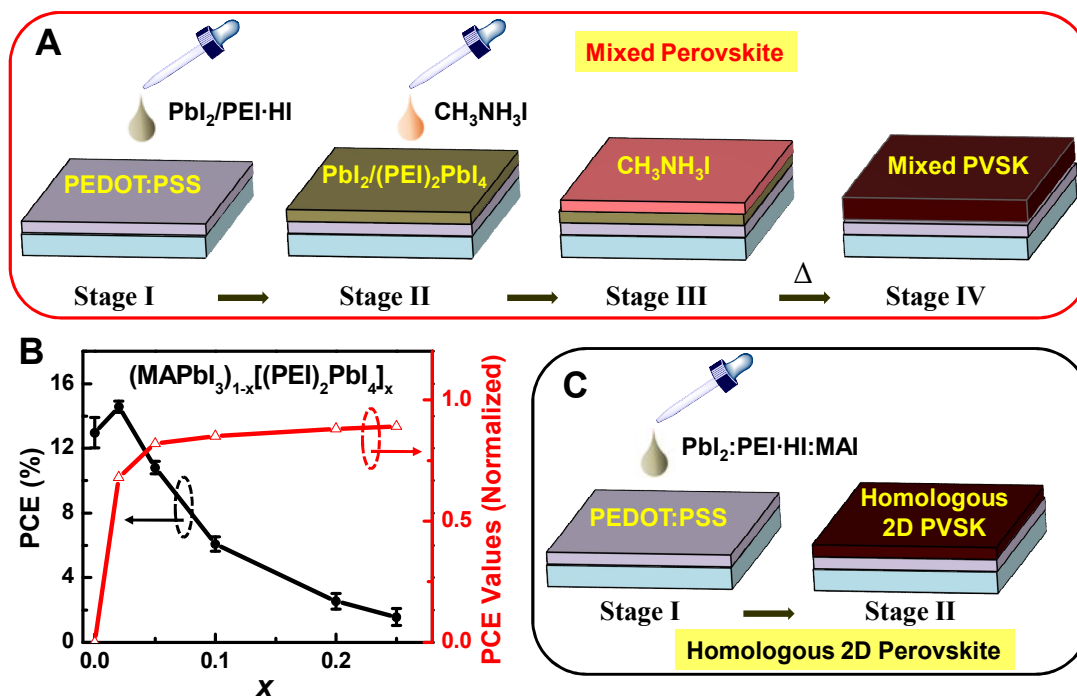 A
Mixed Perovskite
PbI₂/PEI·HI
CH₃NH₃I
PEDOT:PSS
PbI₂/(PEI)₂PbI₄
CH₃NH₃I
Mixed PVSK
Stage I
Stage II
Stage III
Δ
Stage IV
B
(MAPbI₃)₁₋ₓ[(PEI)₂PbI₄]ₓ
PCE (%)
16
12
8
4
0
0.0
0.1
0.2
x
1.0
0.5
0.0
PCE Values (Normalized)
C
PbI₂:PEI·HI:MAI
PEDOT:PSS
Homologous
2D PVSK
Stage I
Stage II
Homologous 2D Perovskite